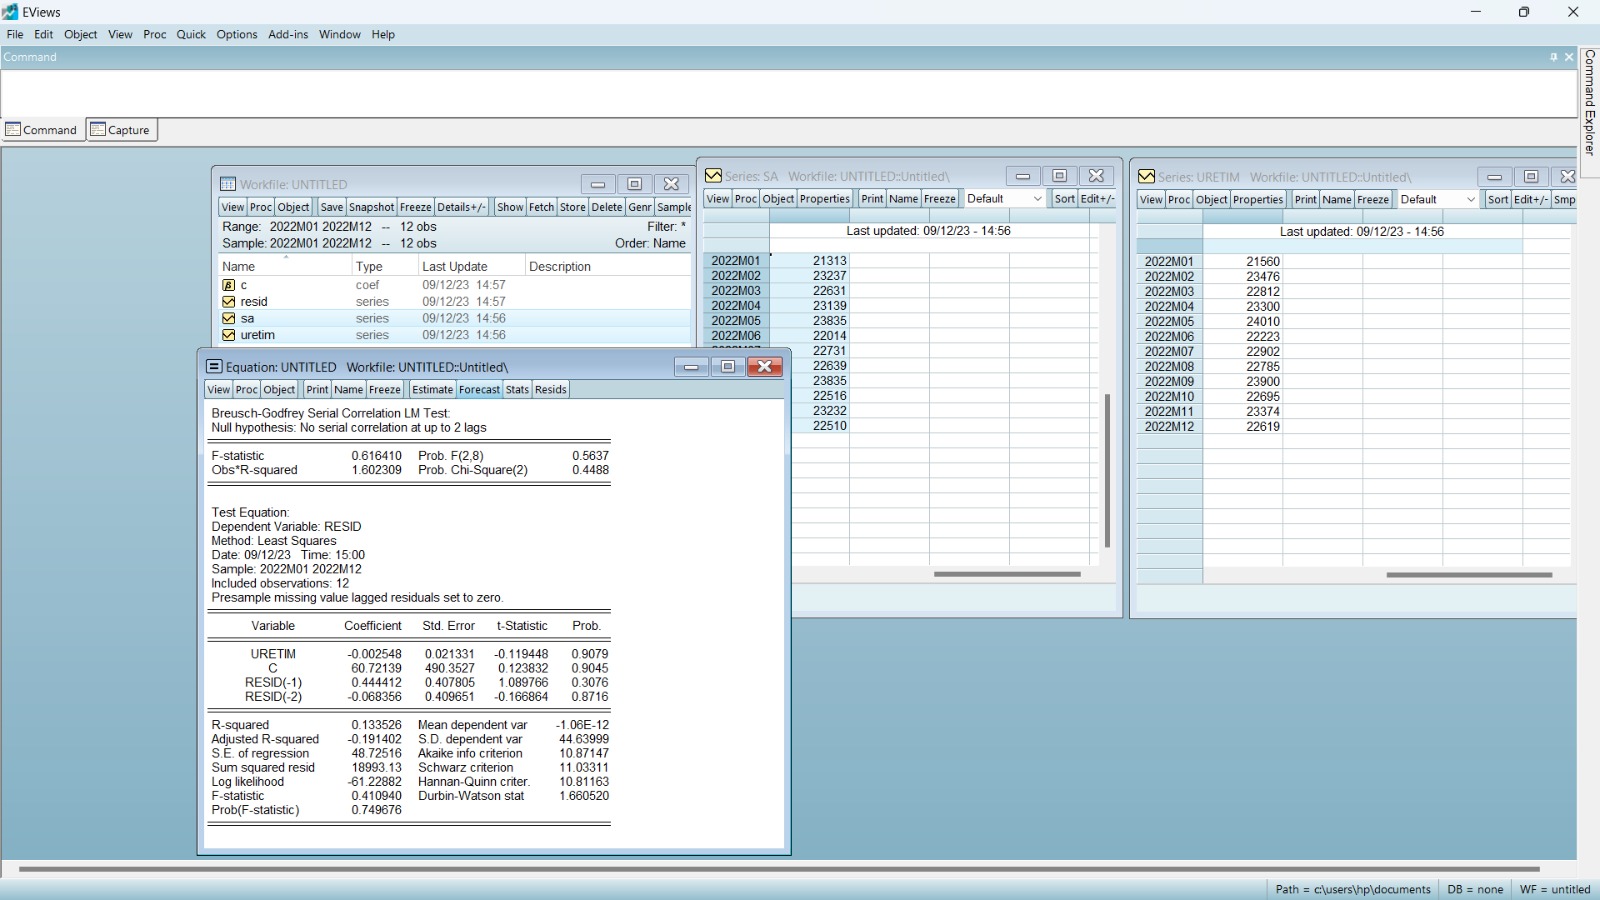 EViews
File Edit Object View Proc Quick Options Add-ins Window Help
Command
Command Capture
Command Explorer
Workfile: UNTITLED
View Proc Object Save Snapshot Freeze Details+/- Show Fetch Store Delete Genr Sample
Range: 2022M01 2022M12 -- 12 obs Filter: *
Sample: 2022M01 2022M12 -- 12 obs Order: Name
Name Type Last Update Description
c coef 09/12/23 14:57
resid series 09/12/23 14:57
sa series 09/12/23 14:56
uretim series 09/12/23 14:56
Series: SA Workfile: UNTITLED::Untitled\
View Proc Object Properties Print Name Freeze Default Sort Edit+/-
Last updated: 09/12/23 - 14:56
2022M01 21313
2022M02 23237
2022M03 22631
2022M04 23139
2022M05 23835
2022M06 22014
22731
22639
23835
22516
23232
22510
Series: URETIM Workfile: UNTITLED::Untitled\
View Proc Object Properties Print Name Freeze Default Sort Edit+/- Smp
Last updated: 09/12/23 - 14:56
2022M01 21560
2022M02 23476
2022M03 22812
2022M04 23300
2022M05 24010
2022M06 22223
2022M07 22902
2022M08 22785
2022M09 23900
2022M10 22695
2022M11 23374
2022M12 22619
Equation: UNTITLED Workfile: UNTITLED::Untitled\
View Proc Object Print Name Freeze Estimate Forecast Stats Resids
Breusch-Godfrey Serial Correlation LM Test:
Null hypothesis: No serial correlation at up to 2 lags
F-statistic 0.616410 Prob. F(2,8) 0.5637
Obs*R-squared 1.602309 Prob. Chi-Square(2) 0.4488
Test Equation:
Dependent Variable: RESID
Method: Least Squares
Date: 09/12/23 Time: 15:00
Sample: 2022M01 2022M12
Included observations: 12
Presample missing value lagged residuals set to zero.
Variable Coefficient Std. Error t-Statistic Prob.
URETIM -0.002548 0.021331 -0.119448 0.9079
C 60.72139 490.3527 0.123832 0.9045
RESID(-1) 0.444412 0.407805 1.089766 0.3076
RESID(-2) -0.068356 0.409651 -0.166864 0.8716
R-squared 0.133526 Mean dependent var -1.06E-12
Adjusted R-squared -0.191402 S.D. dependent var 44.63999
S.E. of regression 48.72516 Akaike info criterion 10.87147
Sum squared resid 18993.13 Schwarz criterion 11.03311
Log likelihood -61.22882 Hannan-Quinn criter. 10.81163
F-statistic 0.410940 Durbin-Watson stat 1.660520
Prob(F-statistic) 0.749676
Path = c:\users\hp\documents DB = none WF = untitled